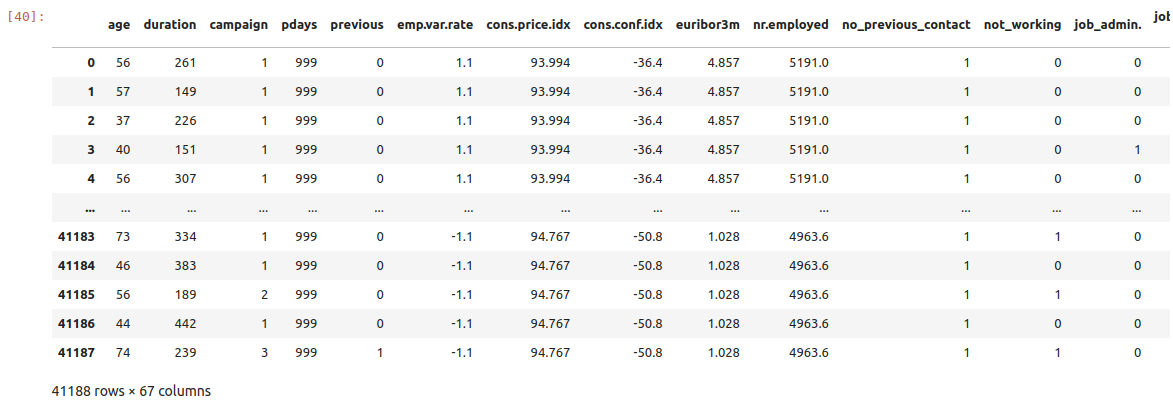 [40]:
age duration campaign pdays previous emp.var.rate cons.price.idx cons.conf.idx euribor3m nr.employed no_previous_contact not_working job_admin. job
0 56 261 1 999 0 1.1 93.994 -36.4 4.857 5191.0 1 0 0
1 57 149 1 999 0 1.1 93.994 -36.4 4.857 5191.0 1 0 0
2 37 226 1 999 0 1.1 93.994 -36.4 4.857 5191.0 1 0 0
3 40 151 1 999 0 1.1 93.994 -36.4 4.857 5191.0 1 0 1
4 56 307 1 999 0 1.1 93.994 -36.4 4.857 5191.0 1 0 0
... ... ... ... ... ... ... ... ... ... ... ... ... ...
41183 73 334 1 999 0 -1.1 94.767 -50.8 1.028 4963.6 1 1 0
41184 46 383 1 999 0 -1.1 94.767 -50.8 1.028 4963.6 1 0 0
41185 56 189 2 999 0 -1.1 94.767 -50.8 1.028 4963.6 1 1 0
41186 44 442 1 999 0 -1.1 94.767 -50.8 1.028 4963.6 1 0 0
41187 74 239 3 999 1 -1.1 94.767 -50.8 1.028 4963.6 1 1 0
41188 rows × 67 columns